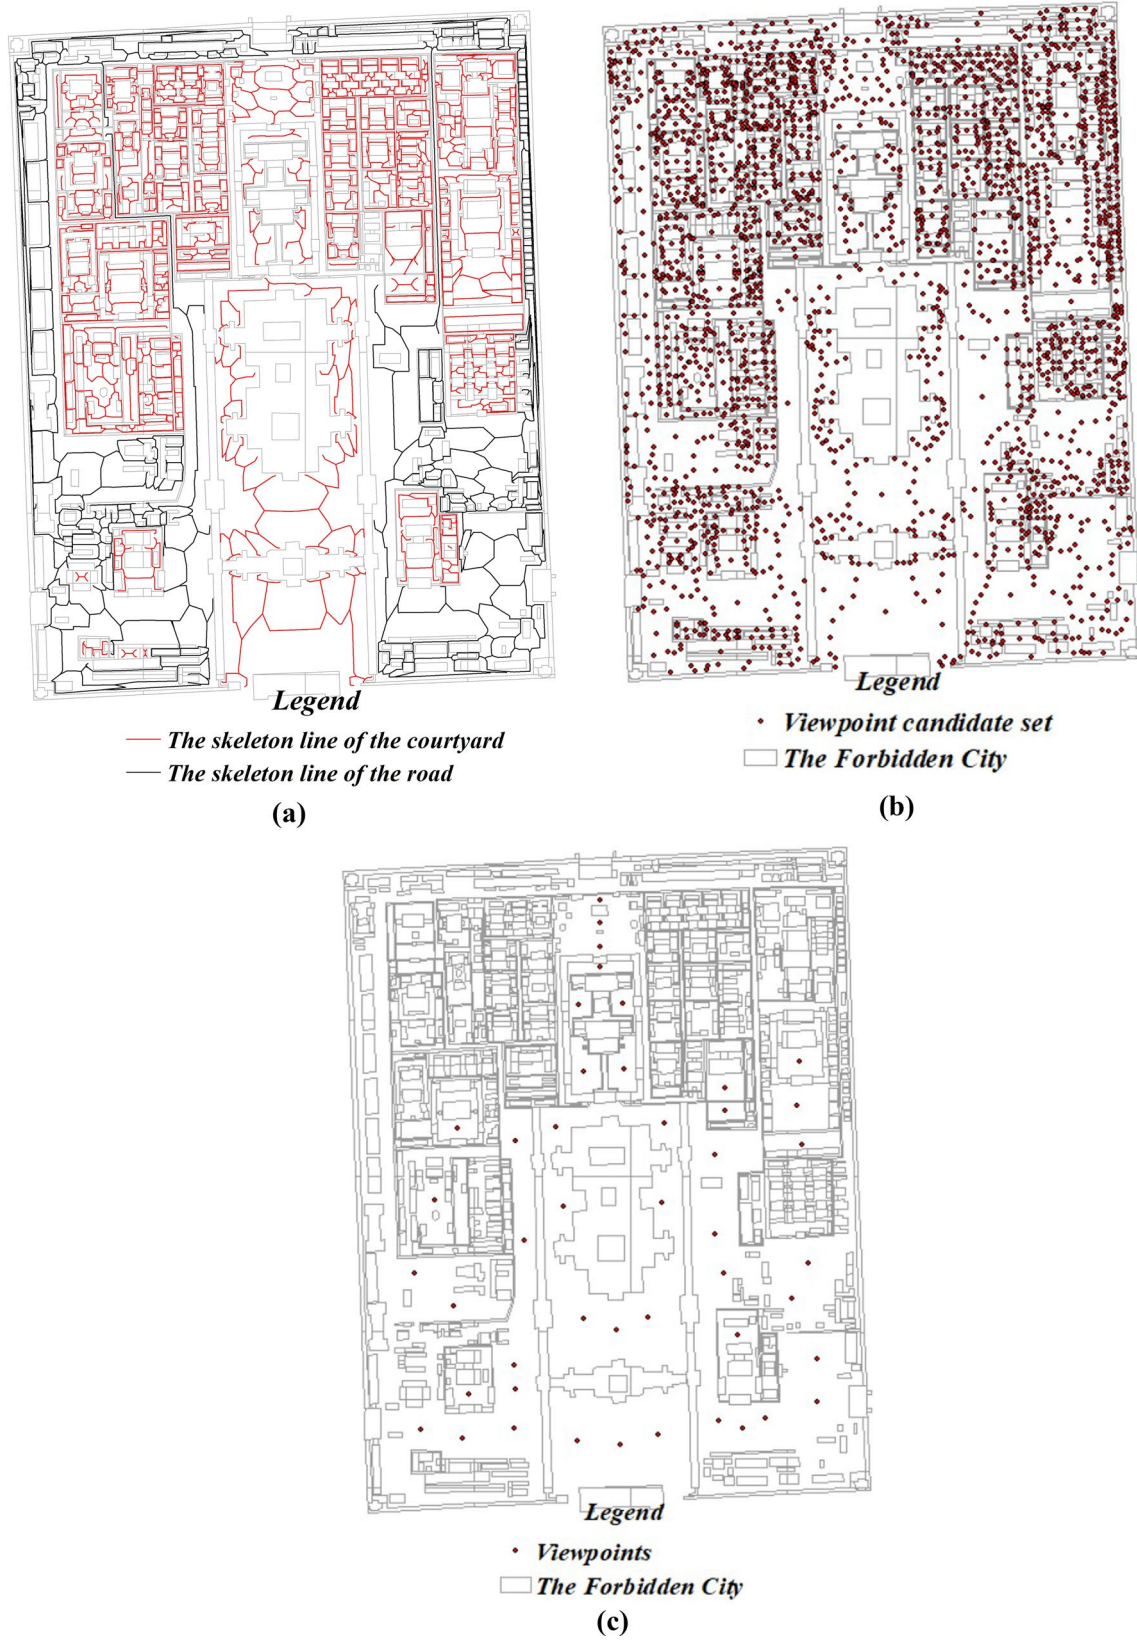 Legend
The skeleton line of the courtyard
The skeleton line of the road
(a)
Legend
Viewpoint candidate set
The Forbidden City
(b)
Legend
Viewpoints
The Forbidden City
(c)